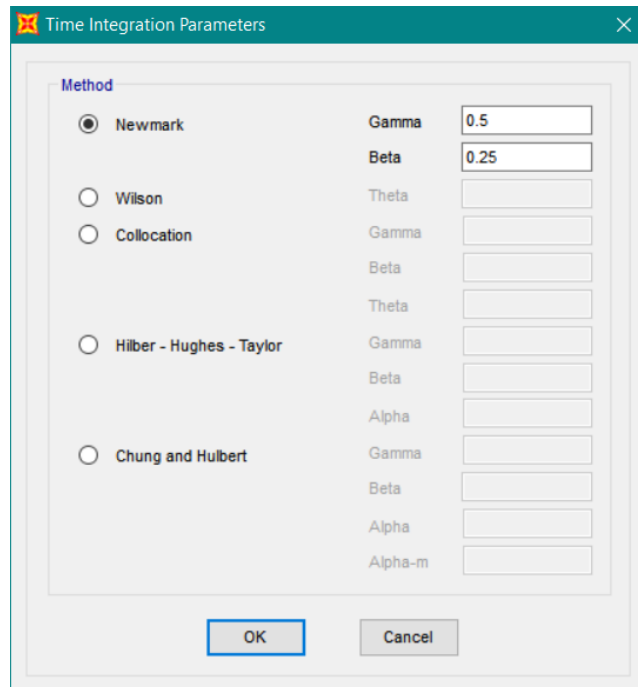 Time Integration Parameters
Method
Newmark Gamma 0.5
Beta 0.25
Wilson Theta
Collocation Gamma
Beta
Theta
Hilber - Hughes - Taylor Gamma
Beta
Alpha
Chung and Hulbert Gamma
Beta
Alpha
Alpha-m
OK Cancel